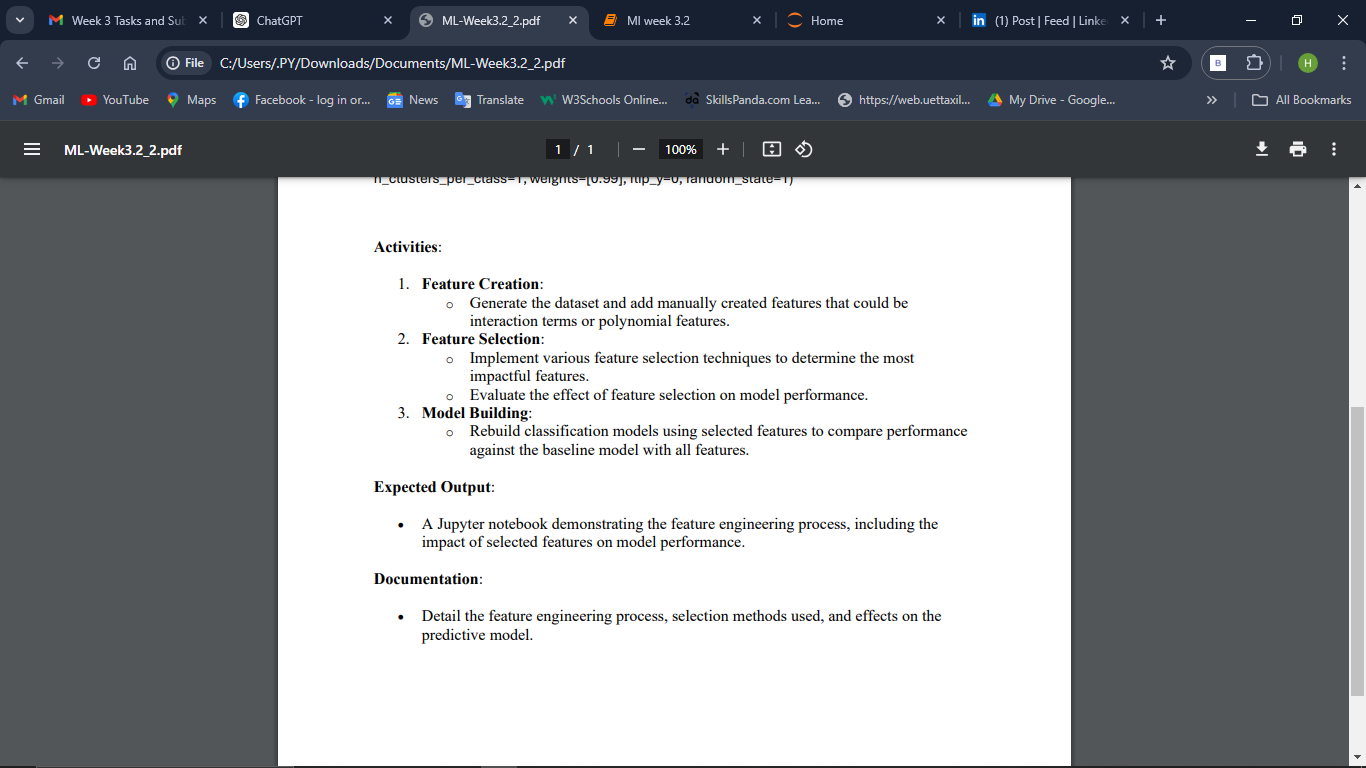 Week 3 Tasks and Sub
ChatGPT
ML-Week3.2_2.pdf
Ml week 3.2
Home
(1) Post | Feed | Linke
File C:/Users/.PY/Downloads/Documents/ML-Week3.2_2.pdf
B
H
Gmail
YouTube
Maps
Facebook - log in or...
News
Translate
W3Schools Online...
SkillsPanda.com Lea...
https://web.uettaxil...
My Drive - Google...
All Bookmarks
ML-Week3.2_2.pdf
1 / 1
100%
n_clusters_per_class=1, weights=[0.99], flip_y=0, random_state=1)
Activities:
1. Feature Creation:
o Generate the dataset and add manually created features that could be
interaction terms or polynomial features.
2. Feature Selection:
o Implement various feature selection techniques to determine the most
impactful features.
o Evaluate the effect of feature selection on model performance.
3. Model Building:
o Rebuild classification models using selected features to compare performance
against the baseline model with all features.
Expected Output:
• A Jupyter notebook demonstrating the feature engineering process, including the
impact of selected features on model performance.
Documentation:
• Detail the feature engineering process, selection methods used, and effects on the
predictive model.